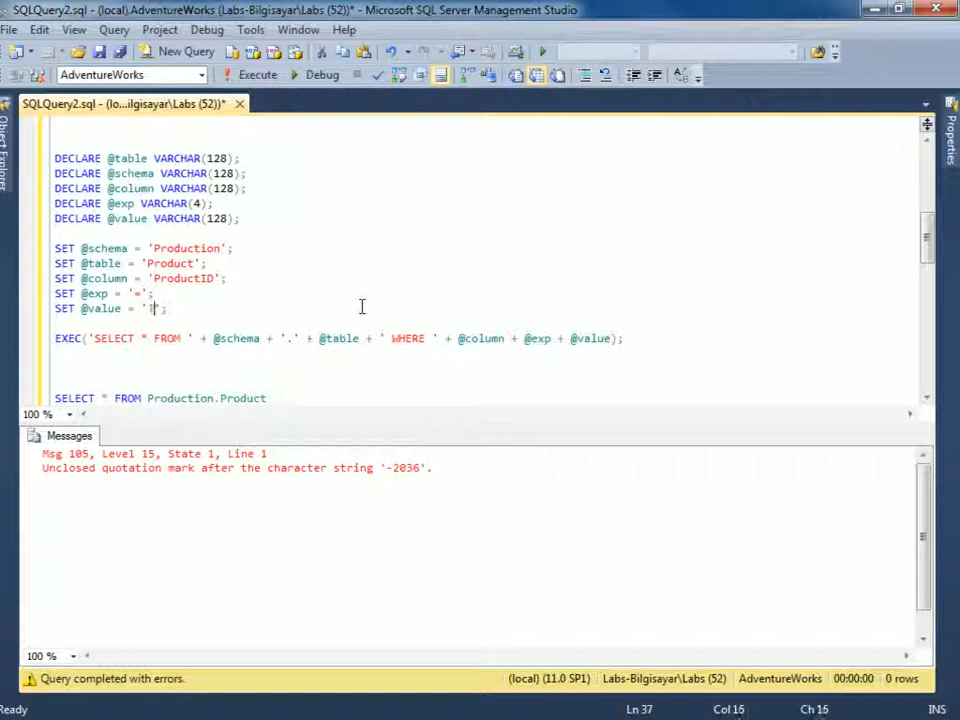 SQLQuery2.sql - (local).AdventureWorks (Labs-Bilgisayar\Labs (52))* - Microsoft SQL Server Management Studio
File Edit View Query Project Debug Tools Window Help
New Query
AdventureWorks Execute Debug
SQLQuery2.sql - (lo...ilgisayar\Labs (52))*
Object Explorer
Properties
DECLARE @table VARCHAR(128);
DECLARE @schema VARCHAR(128);
DECLARE @column VARCHAR(128);
DECLARE @exp VARCHAR(4);
DECLARE @value VARCHAR(128);
SET @schema = 'Production';
SET @table = 'Product';
SET @column = 'ProductID';
SET @exp = '=';
SET @value = '
EXEC('SELECT * FROM ' + @schema + '.' + @table + ' WHERE ' + @column + @exp + @value);
SELECT * FROM Production.Product
100 %
Messages
Msg 105, Level 15, State 1, Line 1
Unclosed quotation mark after the character string '-2036'.
100 %
Query completed with errors. (local) (11.0 SP1) Labs-Bilgisayar\Labs (52) AdventureWorks 00:00:00 0 rows
Ready Ln 37 Col 16 Ch 15 INS